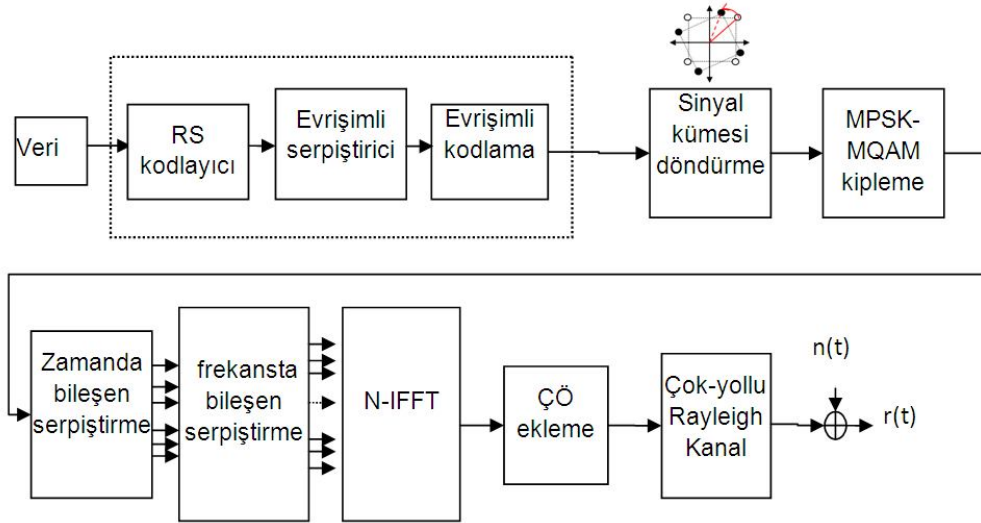 Veri
RS
kodlayıcı
Evrişimli
serpiştirici
Evrişimli
kodlama
Sinyal
kümesi
döndürme
MPSK-
MQAM
kipleme
Zamanda
bileşen
serpiştirme
frekansta
bileşen
serpiştirme
N-IFFT
ÇÖ
ekleme
Çok-yollu
Rayleigh
Kanal
n(t)
r(t)